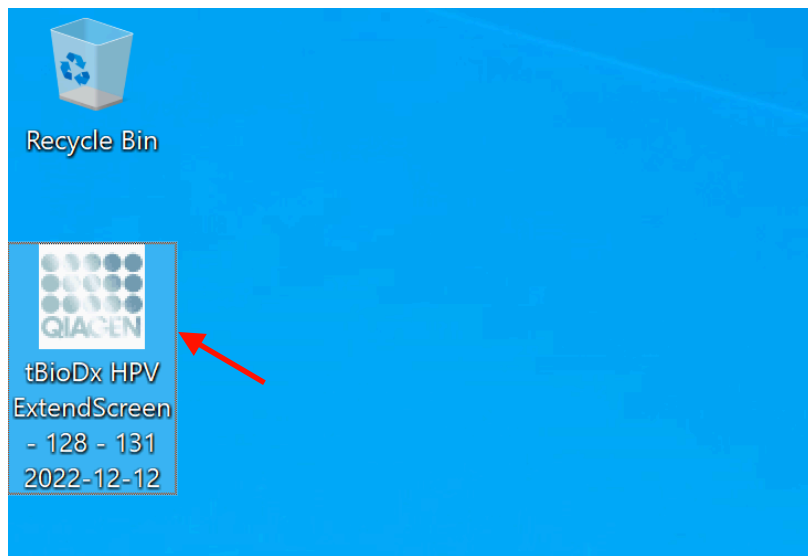 Recycle Bin
QIAGEN
tBioDx HPV
ExtendScreen
- 128 - 131
2022-12-12